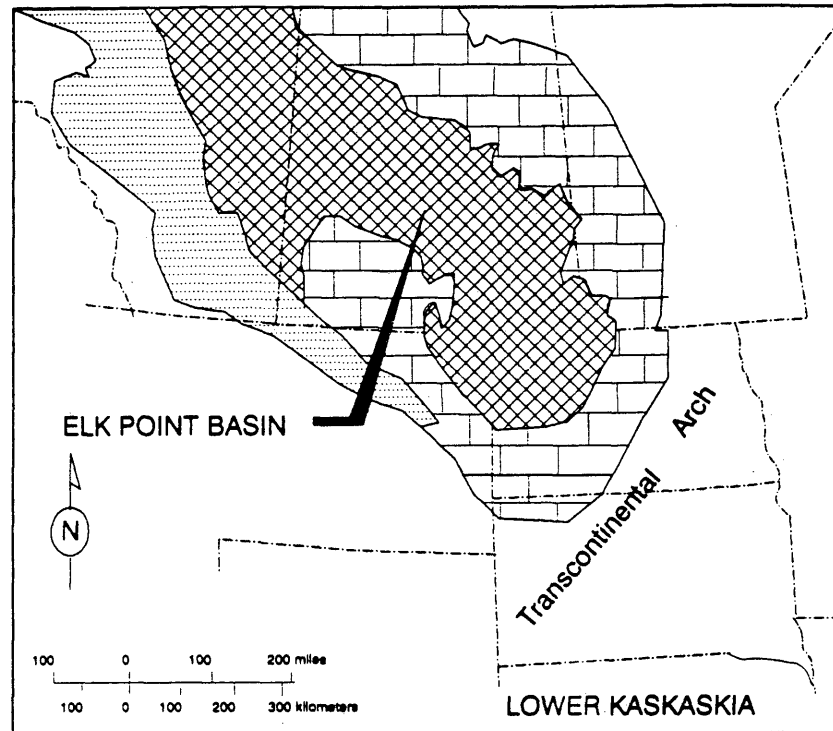 ELK POINT BASIN
Transcontinental Arch
N
100 0 100 200 miles
100 0 100 200 300 kilometers
LOWER KASKASKIA